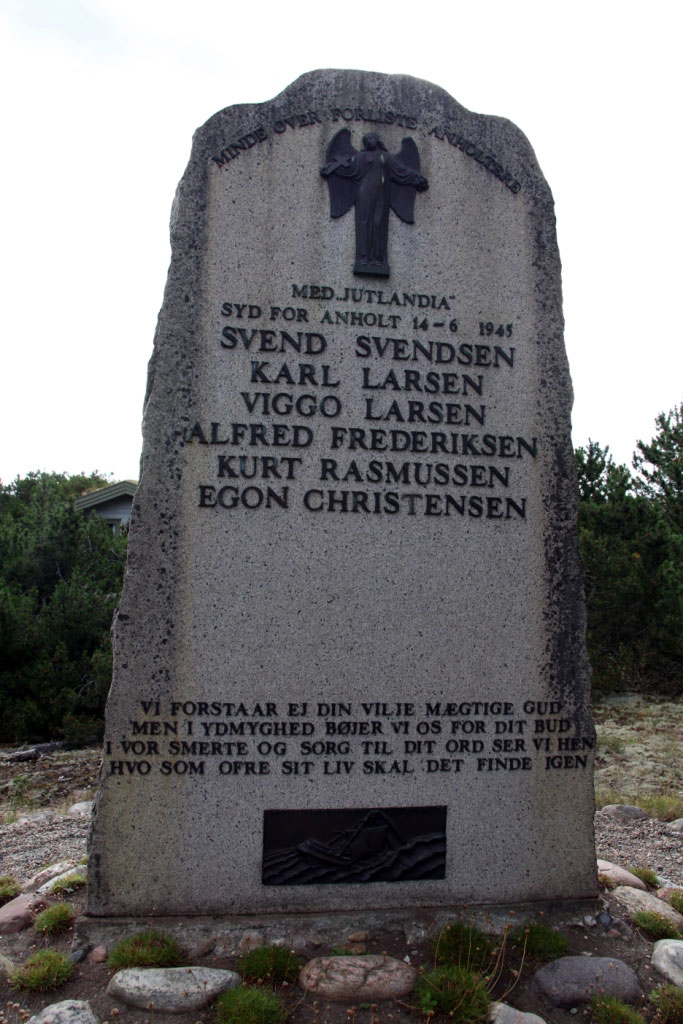 MINDE OVER FORLISTE ANHOLTERE
MED „JUTLANDIA"
SYD FOR ANHOLT 14-6 1945
SVEND SVENDSEN
KARL LARSEN
VIGGO LARSEN
ALFRED FREDERIKSEN
KURT RASMUSSEN
EGON CHRISTENSEN
VI FORSTAAR EJ DIN VILJE MÆGTIGE GUD
MEN I YDMYGHED BØJER VI OS FOR DIT BUD
I VOR SMERTE OG SORG TIL DIT ORD SER VI HEN
HVO SOM OFRE SIT LIV SKAL DET FINDE IGEN